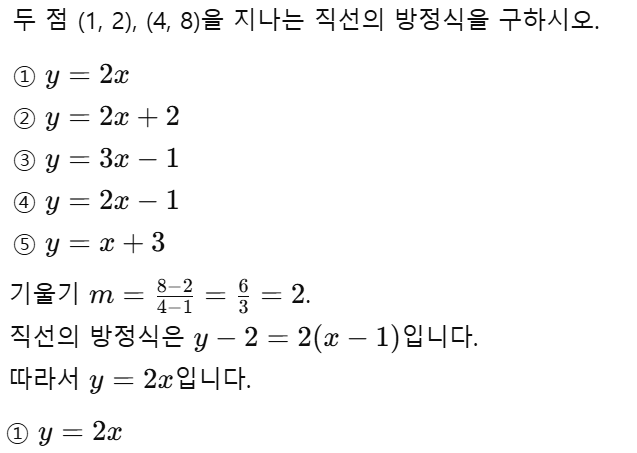 두 점 (1, 2), (4, 8)을 지나는 직선의 방정식을 구하시오.
① y = 2x
② y = 2x + 2
③ y = 3x − 1
④ y = 2x − 1
⑤ y = x + 3
기울기 m = \frac{8−2}{4−1} = \frac{6}{3} = 2.
직선의 방정식은 y − 2 = 2(x − 1)입니다.
따라서 y = 2x입니다.
① y = 2x